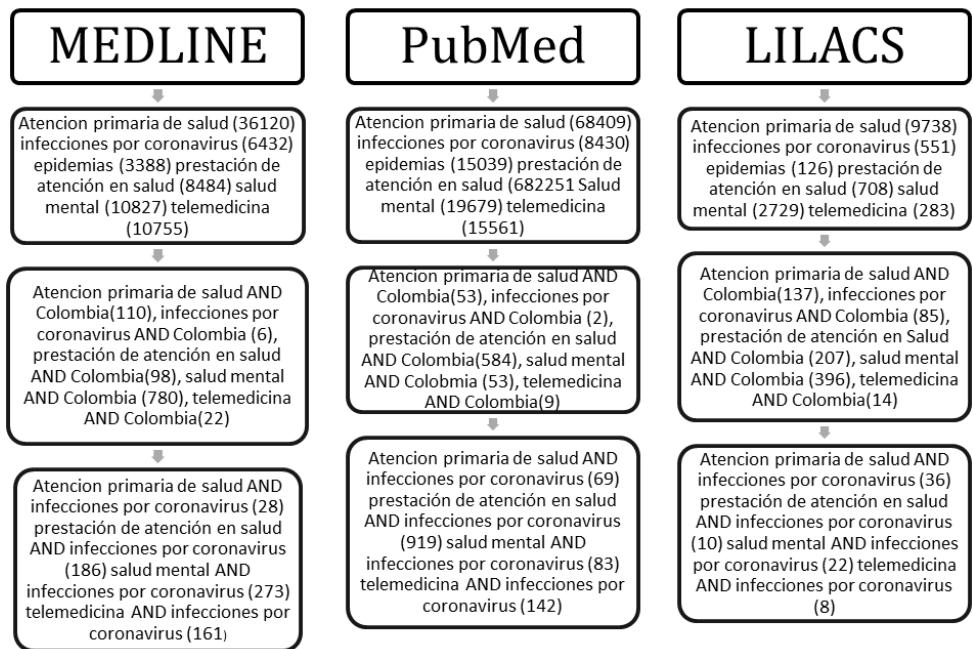 MEDLINE
Atencion primaria de salud (36120)
infecciones por coronavirus (6432)
epidemias (3388) prestación de
atención en salud (8484) salud
mental (10827) telemedicina
(10755)
Atencion primaria de salud AND
Colombia(110), infecciones por
coronavirus AND Colombia (6),
prestación de atención en salud
AND Colombia(98), salud mental
AND Colombia (780), telemedicina
AND Colombia(22)
Atencion primaria de salud AND
infecciones por coronavirus (28)
prestación de atención en salud
AND infecciones por coronavirus
(186) salud mental AND
infecciones por coronavirus (273)
telemedicina AND infecciones por
coronavirus (161)
PubMed
Atencion primaria de salud (68409)
infecciones por coronavirus (8430)
epidemias (15039) prestación de
atención en salud (682251 Salud
mental (19679) telemedicina
(15561)
Atencion primaria de salud AND
Colombia(53), infecciones por
coronavirus AND Colombia (2),
prestación de atención en salud
AND Colombia(584), salud mental
AND Colobmia (53), telemedicina
AND Colombia(9)
Atencion primaria de salud AND
infecciones por coronavirus (69)
prestación de atención en salud
AND infecciones por coronavirus
(919) salud mental AND
infecciones por coronavirus (83)
telemedicina AND infecciones por
coronavirus (142)
LILACS
Atencion primaria de salud (9738)
infecciones por coronavirus (551)
epidemias (126) prestación de
atención en salud (708) salud
mental (2729) telemedicina (283)
Atencion primaria de salud AND
Colombia(137), infecciones por
coronavirus AND Colombia (85),
prestación de atención en Salud
AND Colombia (207), salud mental
AND Colombia (396), telemedicina
AND Colombia(14)
Atencion primaria de salud AND
infecciones por coronavirus (36)
prestación de atención en salud
AND infecciones por coronavirus
(10) salud mental AND infecciones
por coronavirus (22) telemedicina
AND infecciones por coronavirus
(8)